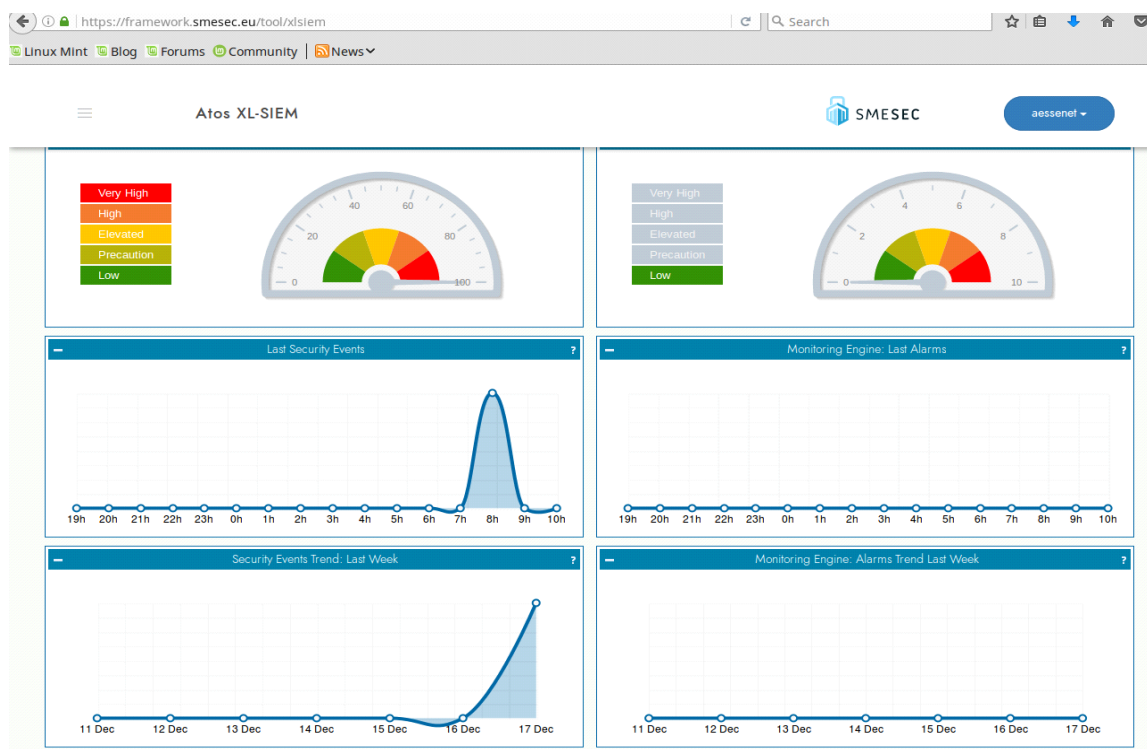 https://framework.smesec.eu/tool/xlsiem
Search
Linux Mint Blog Forums Community News
Atos XL-SIEM
SMESEC
aessenet
Very High
High
Elevated
Precaution
Low
0 20 40 60 80 100
Very High
High
Elevated
Precaution
Low
0 2 4 6 8 10
Last Security Events ?
Monitoring Engine: Last Alarms ?
19h 20h 21h 22h 23h 0h 1h 2h 3h 4h 5h 6h 7h 8h 9h 10h
19h 20h 21h 22h 23h 0h 1h 2h 3h 4h 5h 6h 7h 8h 9h 10h
Security Events Trend: Last Week ?
Monitoring Engine: Alarms Trend Last Week ?
11 Dec 12 Dec 13 Dec 14 Dec 15 Dec 16 Dec 17 Dec
11 Dec 12 Dec 13 Dec 14 Dec 15 Dec 16 Dec 17 Dec